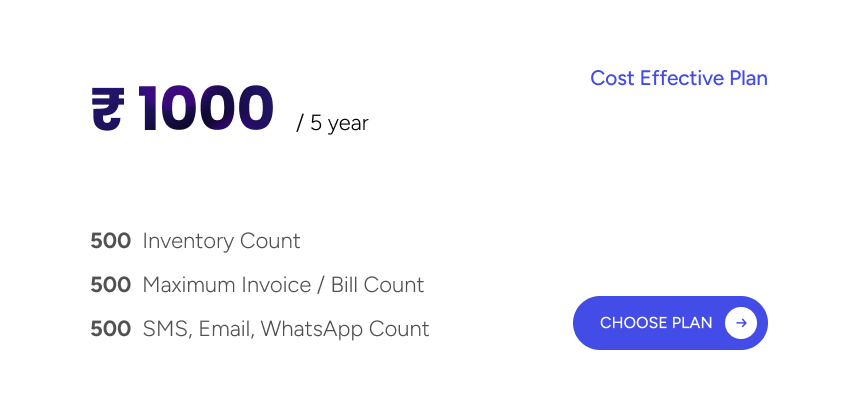 Cost Effective Plan
₹ 1000 / 5 year
500 Inventory Count
500 Maximum Invoice / Bill Count
500 SMS, Email, WhatsApp Count
CHOOSE PLAN